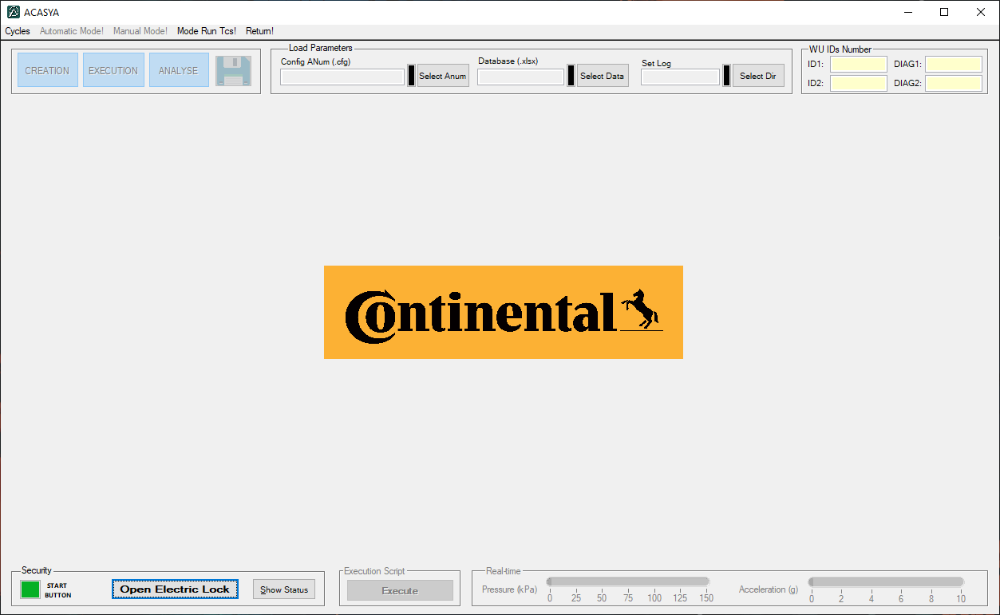 ACASYA
Cycles Automatic Mode! Manual Mode! Mode Run Tcs! Return!
CREATION EXECUTION ANALYSE
Load Parameters
Config ANum (.cfg)
Select Anum
Database (.xlsx)
Select Data
Set Log
Select Dir
WU IDs Number
ID1: DIAG1:
ID2: DIAG2:
Continental
Security
START
BUTTON
Open Electric Lock
Show Status
Execution Script
Execute
Real-time
Pressure (kPa)
0 25 50 75 100 125 150
Acceleration (g)
0 2 4 6 8 10